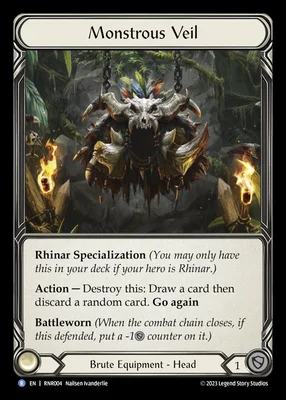 Monstrous Veil
Rhinar Specialization (You may only have
this in your deck if your hero is Rhinar.)
Action — Destroy this: Draw a card then
discard a random card. Go again
Battleworn (When the combat chain closes, if
this defended, put a -1 counter on it.)
Brute Equipment - Head
1
B EN | RNR004 Nailsen Ivanderlie
© 2023 Legend Story Studios